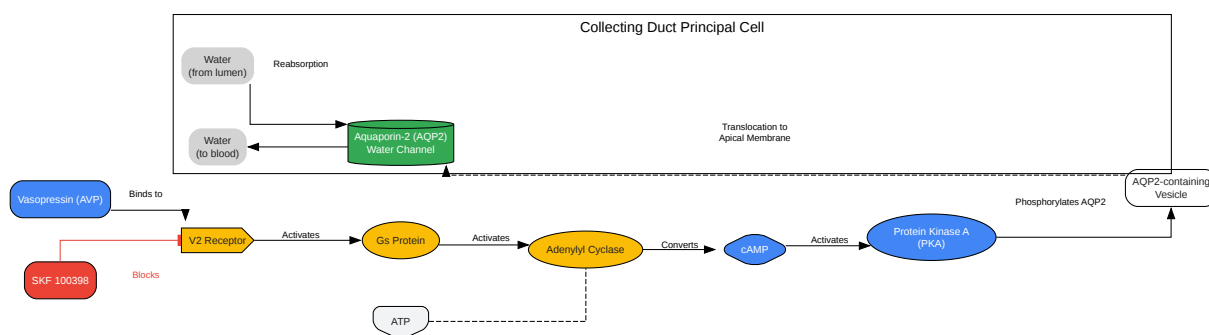 Collecting Duct Principal Cell
Water
(from lumen)
Reabsorption
Water
(to blood)
Aquaporin-2 (AQP2)
Water Channel
Translocation to
Apical Membrane
AQP2-containing
Vesicle
Vasopressin (AVP)
Binds to
Phosphorylates AQP2
V2 Receptor
Activates
Gs Protein
Activates
Adenylyl Cyclase
Converts
cAMP
Activates
Protein Kinase A
(PKA)
SKF 100398
Blocks
ATP